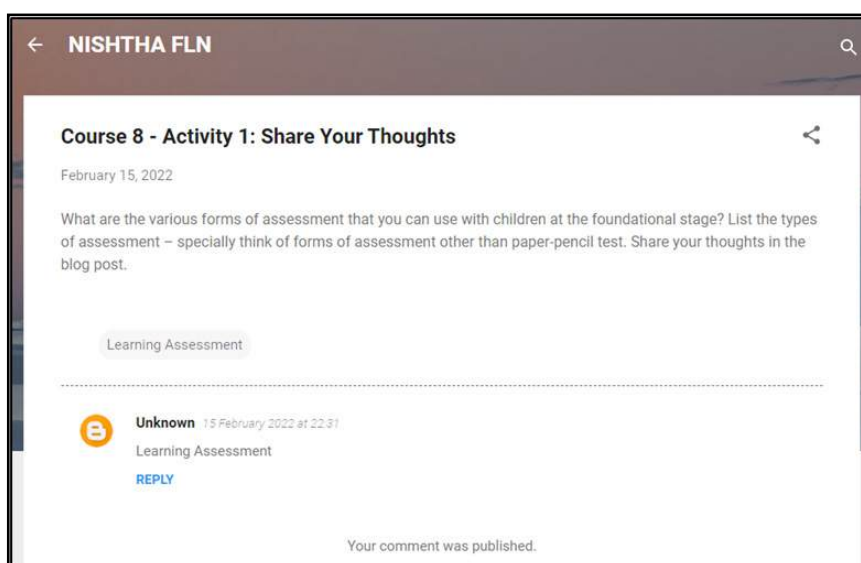 NISHTHA FLN
Course 8 - Activity 1: Share Your Thoughts
February 15, 2022
What are the various forms of assessment that you can use with children at the foundational stage? List the types
of assessment – specially think of forms of assessment other than paper-pencil test. Share your thoughts in the
blog post.
Learning Assessment
Unknown 15 February 2022 at 22:31
Learning Assessment
REPLY
Your comment was published.